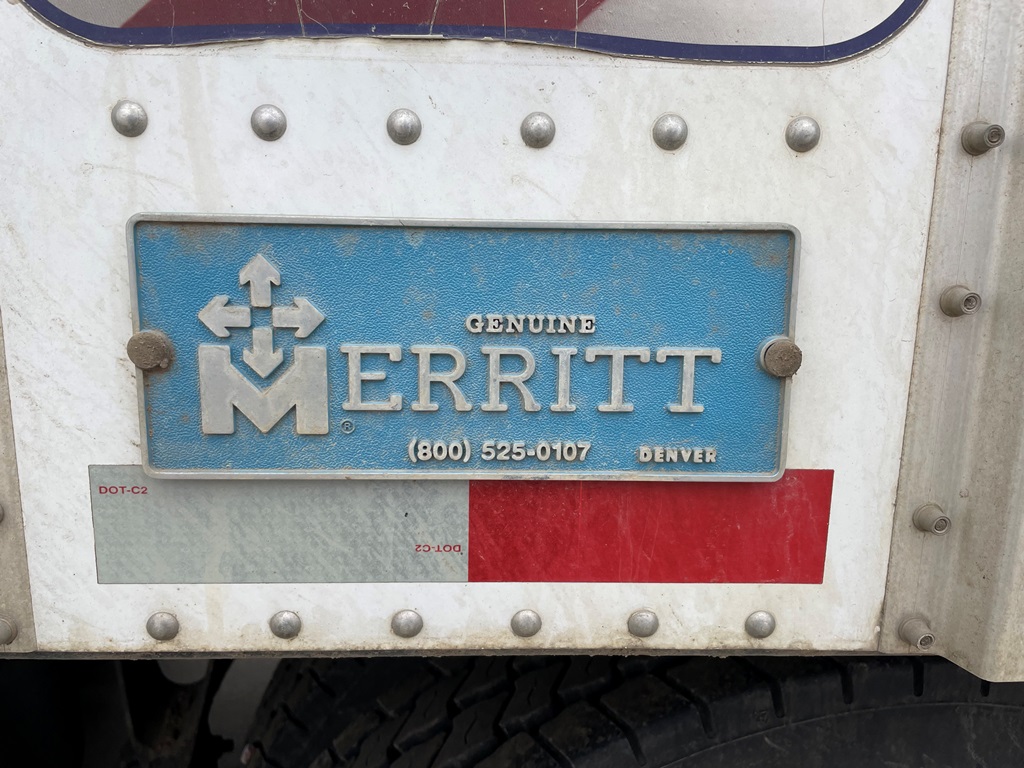 GENUINE
MERRITT
®
(800) 525-0107 DENVER
DOT-C2
DOT-C2